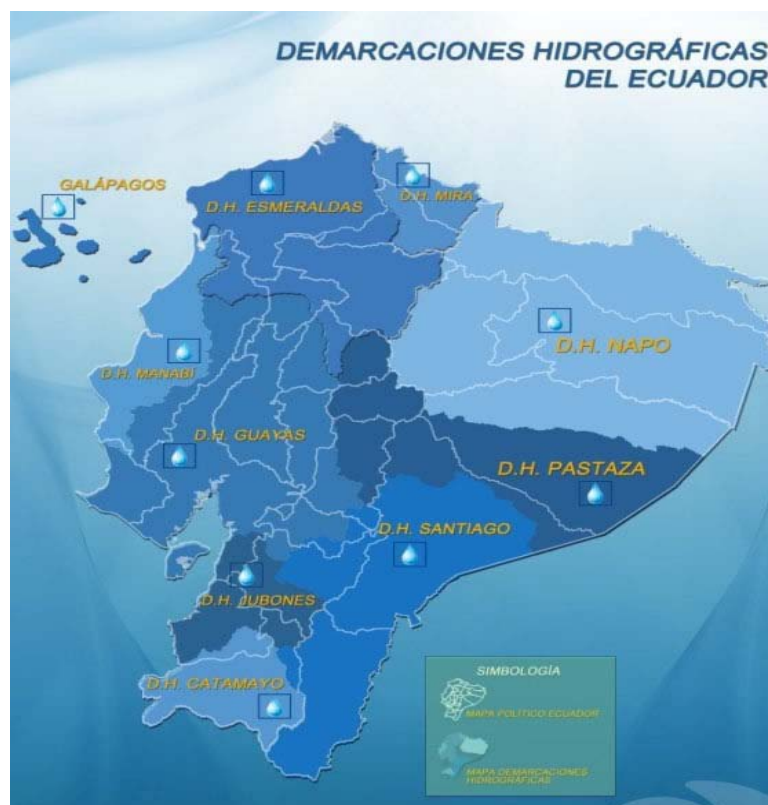 DEMARCACIONES HIDROGRÁFICAS
DEL ECUADOR
GALÁPAGOS
D.H. ESMERALDAS
D.H. MIRA
D.H. NAPO
D.H. MANABÍ
D.H. GUAYAS
D.H. PASTAZA
D.H. SANTIAGO
D.H. JUBONES
D.H. CATAMAYO
SIMBOLOGÍA
MAPA POLÍTICO ECUADOR
MAPA DEMARCACIONES
HIDROGRÁFICAS